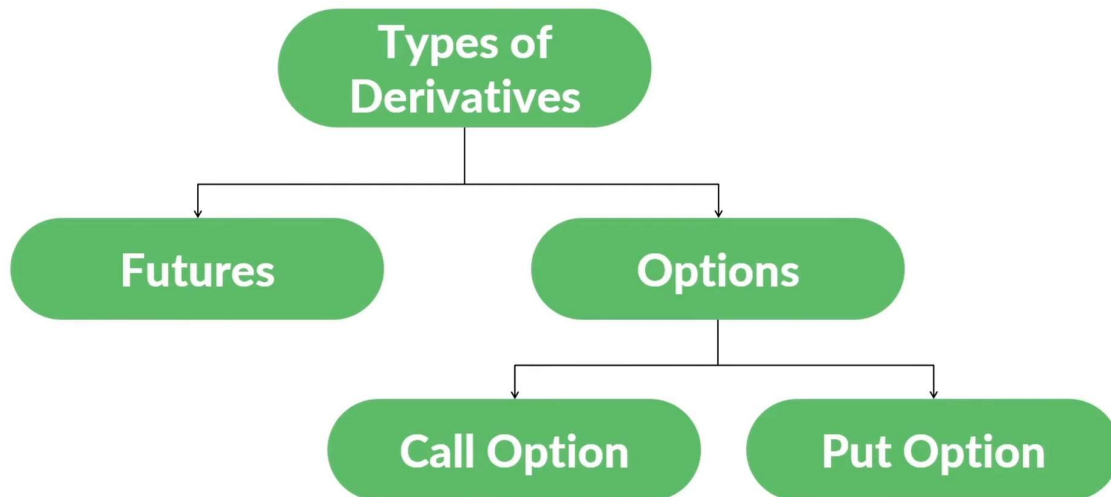 Types of
Derivatives
Futures
Options
Call Option
Put Option